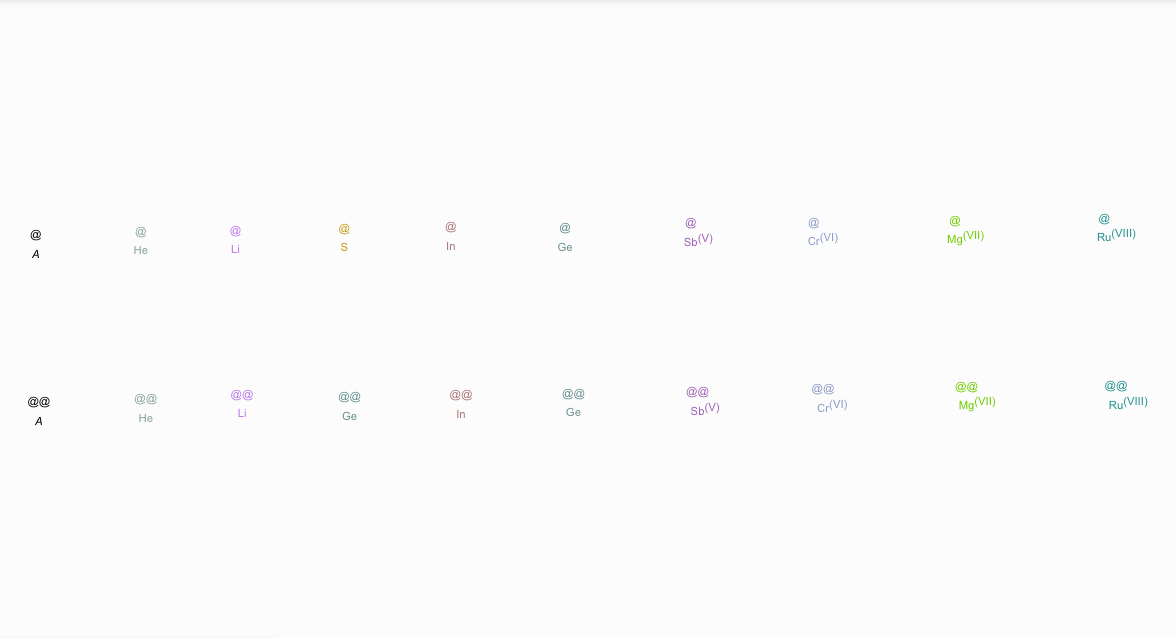 @ @ @ @ @ @ @ @ @ @
A He Li S In Ge Sb(V) Cr(VI) Mg(VII) Ru(VIII)
@@ @@ @@ @@ @@ @@ @@ @@ @@ @@
A He Li Ge In Ge Sb(V) Cr(VI) Mg(VII) Ru(VIII)